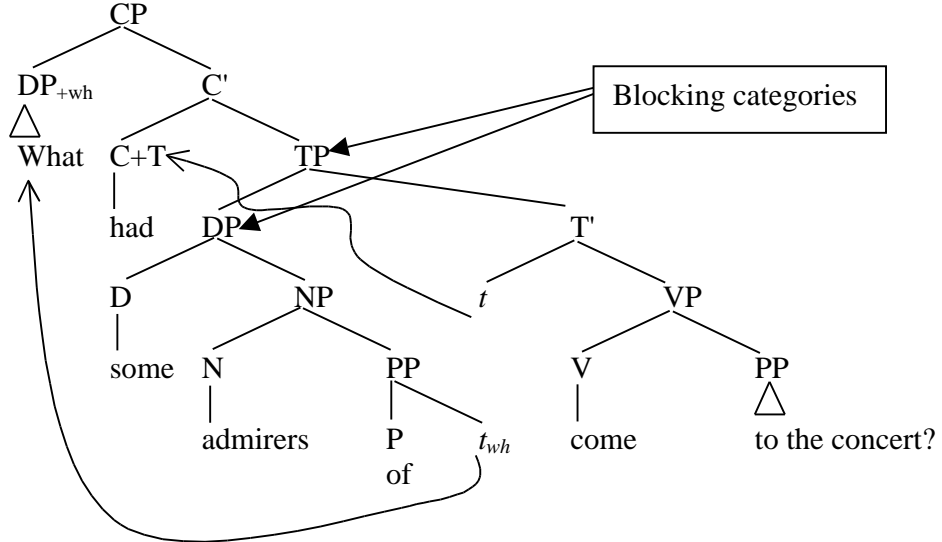 CP
DP+wh C' Blocking categories
What C+T TP
had DP T'
D NP t VP
some N PP V PP
admirers P twh come to the concert?
of